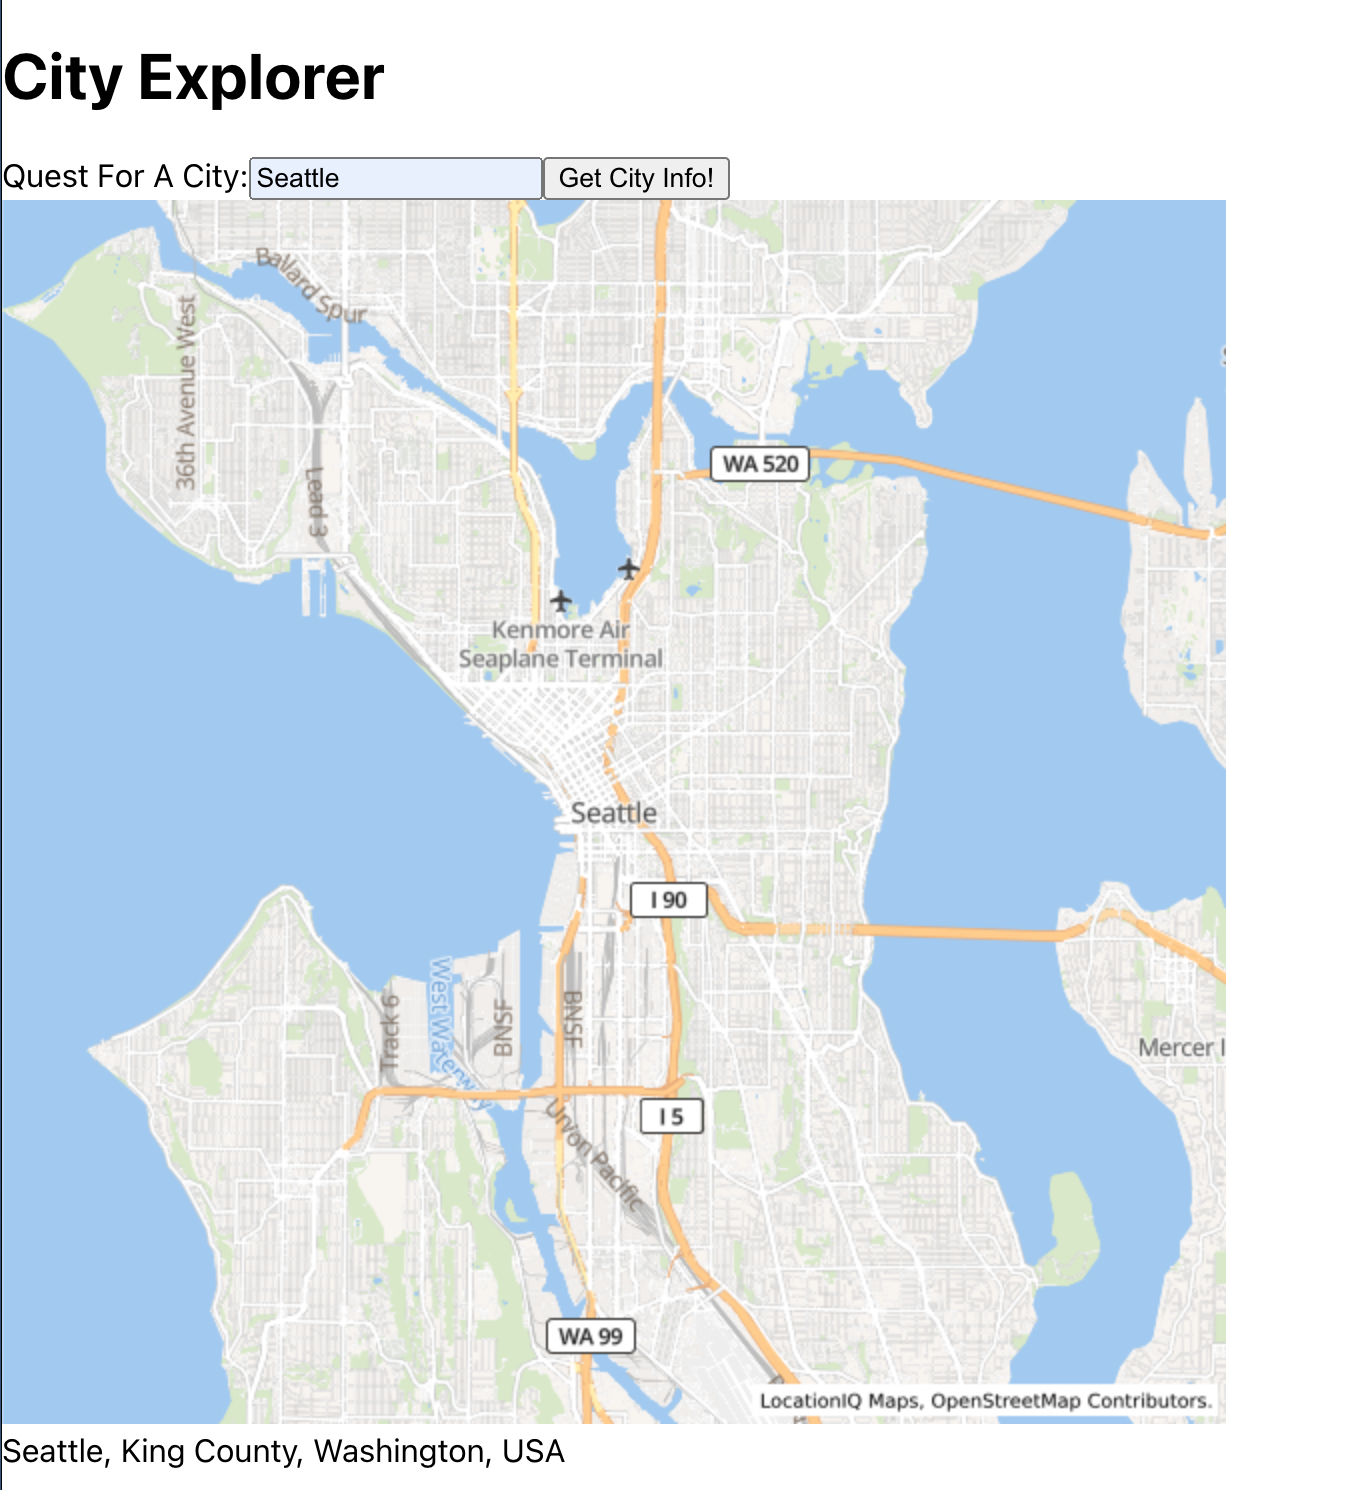 City Explorer
Quest For A City: Seattle Get City Info!
Ballard Spur
36th Avenue West
Lead 3
WA 520
Kenmore Air
Seaplane Terminal
Seattle
I 90
West Waterway
Track 6
BNSF
BNSF
Mercer I
I 5
Union Pacific
WA 99
LocationIQ Maps, OpenStreetMap Contributors.
Seattle, King County, Washington, USA